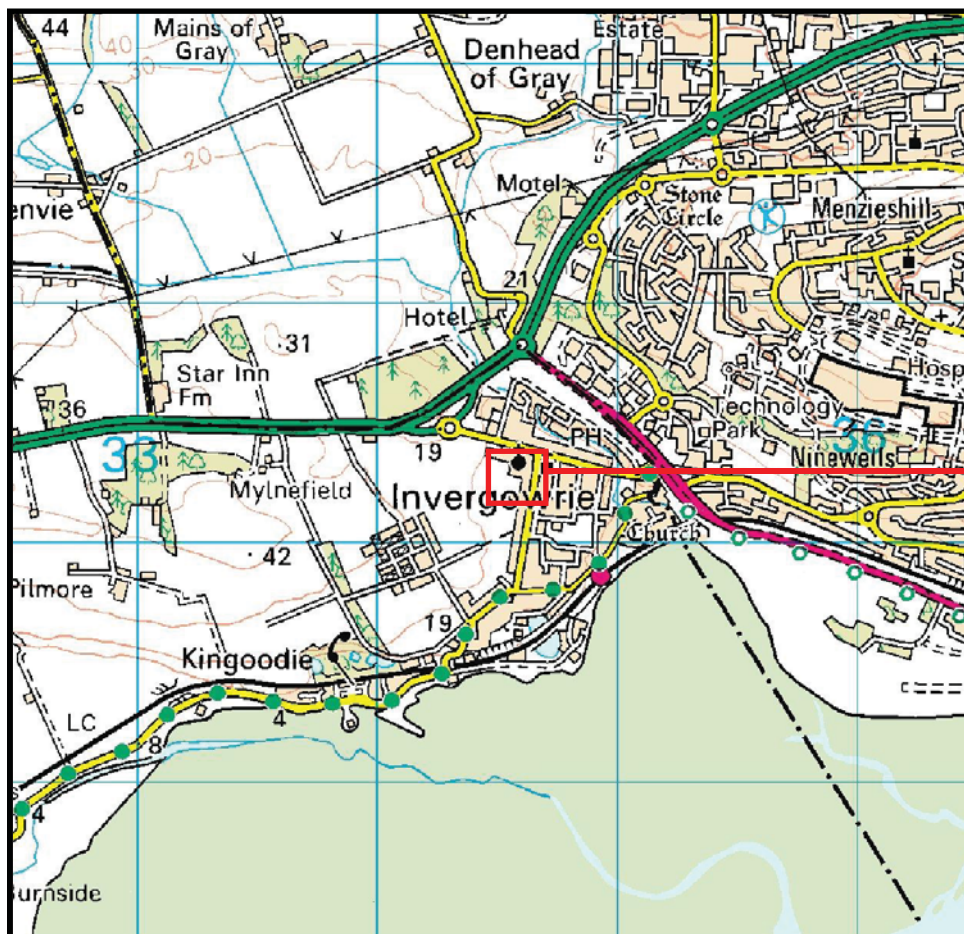 44
Mains of
Gray
40
30
Denhead
of Gray
Estate
20
Motel
Stone
Circle
Menzieshill
envie
21
Hotel
31
Star Inn
Fm
Hosp
36
Technology
Park
PH
36
33
19
Ninewells
Mylnefield
Invergowrie
Church
42
Pilmore
19
Kingoodie
LC
4
8
4
Burnside